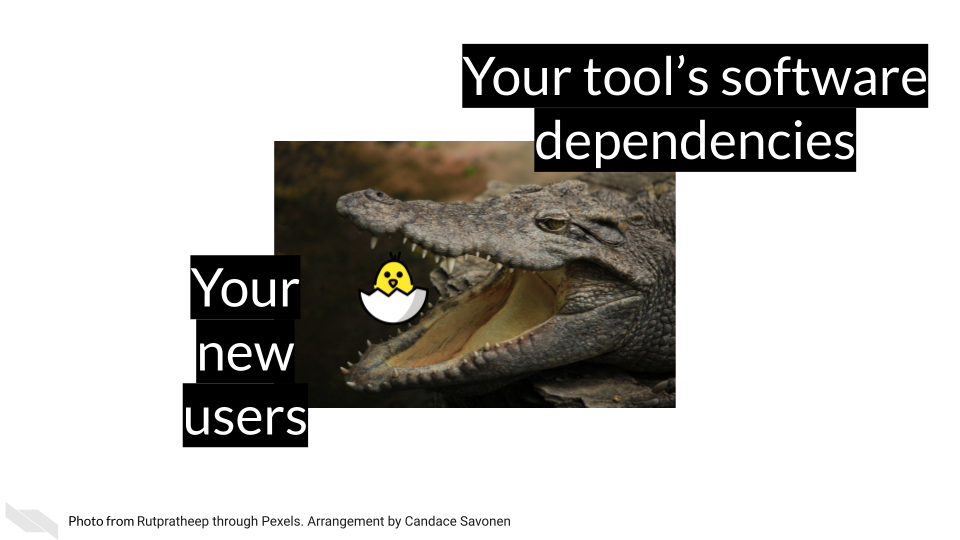 Your tool’s software
dependencies
Your
new
users
Photo from Rutpratheep through Pexels. Arrangement by Candace Savonen